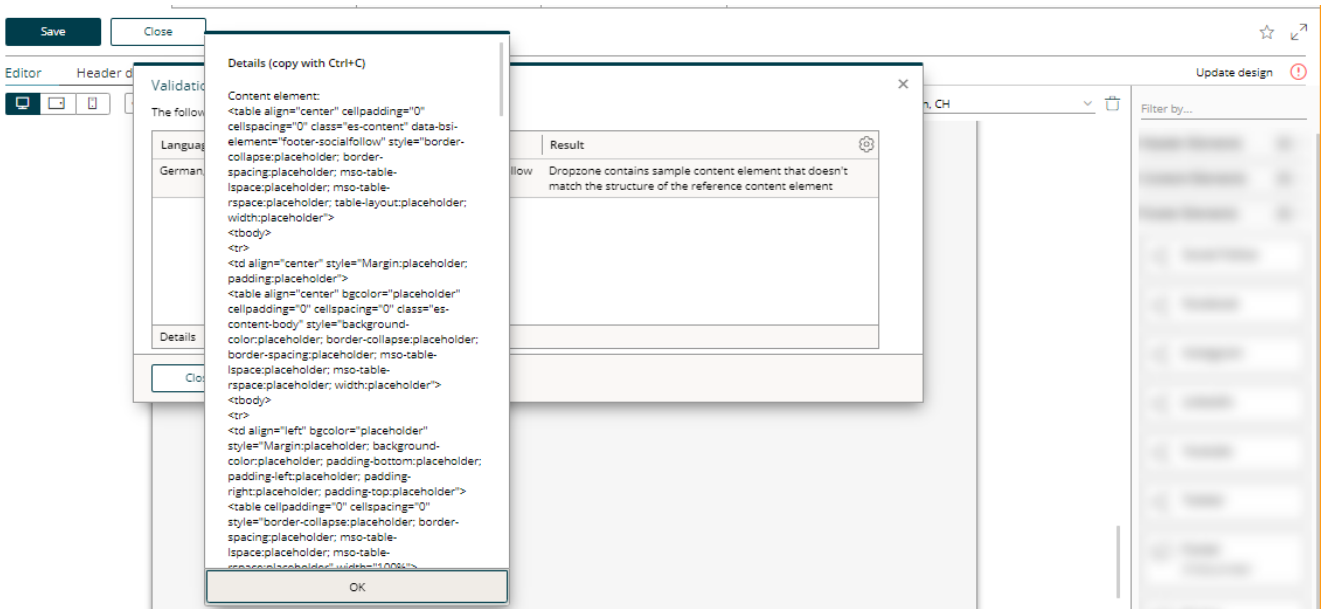 Save
Close
Editor
Header d
Update design
Validatio
The follow
n, CH
Filter by...
Languag
Result
German,
llow
Dropzone contains sample content element that doesn't
match the structure of the reference content element
Details
Clos
Details (copy with Ctrl+C)
Content element:
<table align="center" cellpadding="0"
cellspacing="0" class="es-content" data-bsi-
element="footer-socialfollow" style="border-
collapse:placeholder; border-
spacing:placeholder; mso-table-
lspace:placeholder; mso-table-
rspace:placeholder; table-layout:placeholder;
width:placeholder">
<tbody>
<tr>
<td align="center" style="Margin:placeholder;
padding:placeholder">
<table align="center" bgcolor="placeholder"
cellpadding="0" cellspacing="0" class="es-
content-body" style="background-
color:placeholder; border-collapse:placeholder;
border-spacing:placeholder; mso-table-
lspace:placeholder; mso-table-
rspace:placeholder; width:placeholder">
<tbody>
<tr>
<td align="left" bgcolor="placeholder"
style="Margin:placeholder; background-
color:placeholder; padding-bottom:placeholder;
padding-left:placeholder; padding-
right:placeholder; padding-top:placeholder">
<table cellpadding="0" cellspacing="0"
style="border-collapse:placeholder; border-
spacing:placeholder; mso-table-
lspace:placeholder; mso-table-
rspace:placeholder" width="100%">
OK